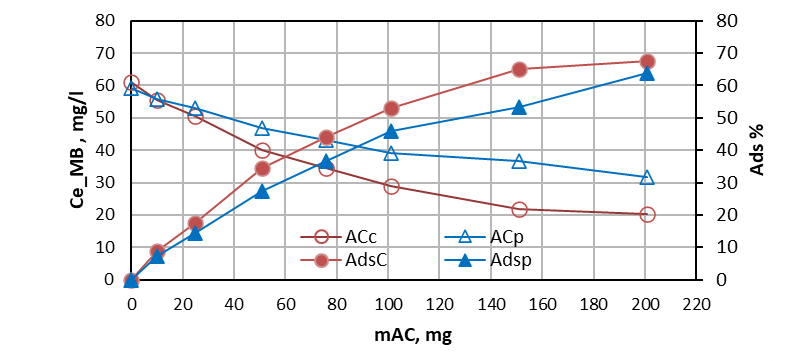 80 80
70 70
60 60
50 50
40 40
30 30
20 20
10 10
0 0
Ce_MB , mg/l
Ads %
ACc ACp
AdsC Adsp
0 20 40 60 80 100 120 140 160 180 200 220
mAC, mg